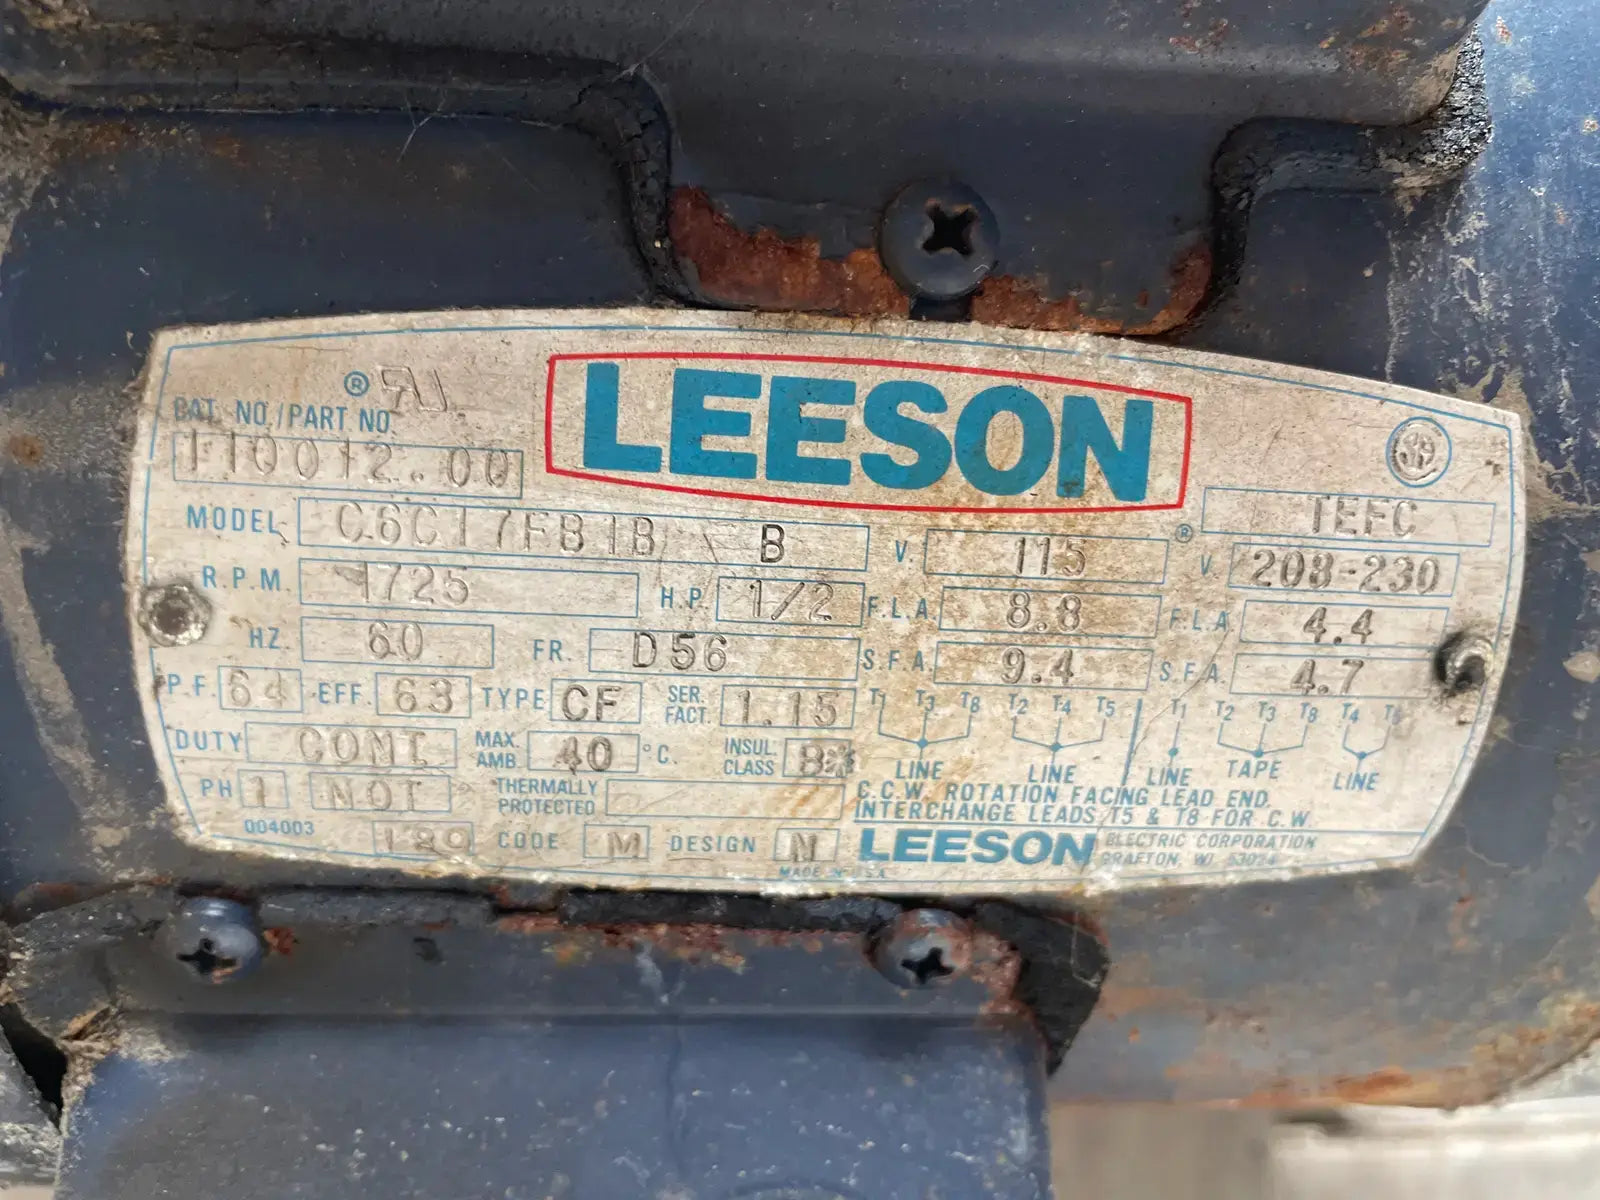 LEESON
®
CAT. NO./PART NO.
110012.00
TEFC
MODEL C6C17FB1B B
V. 115 V. 208-230
R.P.M. 1725 H.P. 1/2 F.L.A. 8.8 F.L.A. 4.4
HZ. 60 FR. D56 S.F.A. 9.4 S.F.A. 4.7
P.F. 64 EFF. 63 TYPE CF SER. FACT. 1.15
T1 T3 T8 T2 T4 T5 T1 T2 T3 T8 T4
LINE LINE LINE TAPE LINE
DUTY CONT MAX. AMB. 40 °C. INSUL. CLASS B
PH 1 NOT THERMALLY PROTECTED
C.C.W. ROTATION FACING LEAD END.
INTERCHANGE LEADS T5 & T8 FOR C.W.
004003 CODE M DESIGN N
LEESON ELECTRIC CORPORATION
GRAFTON, WI 53024
MADE IN U.S.A.